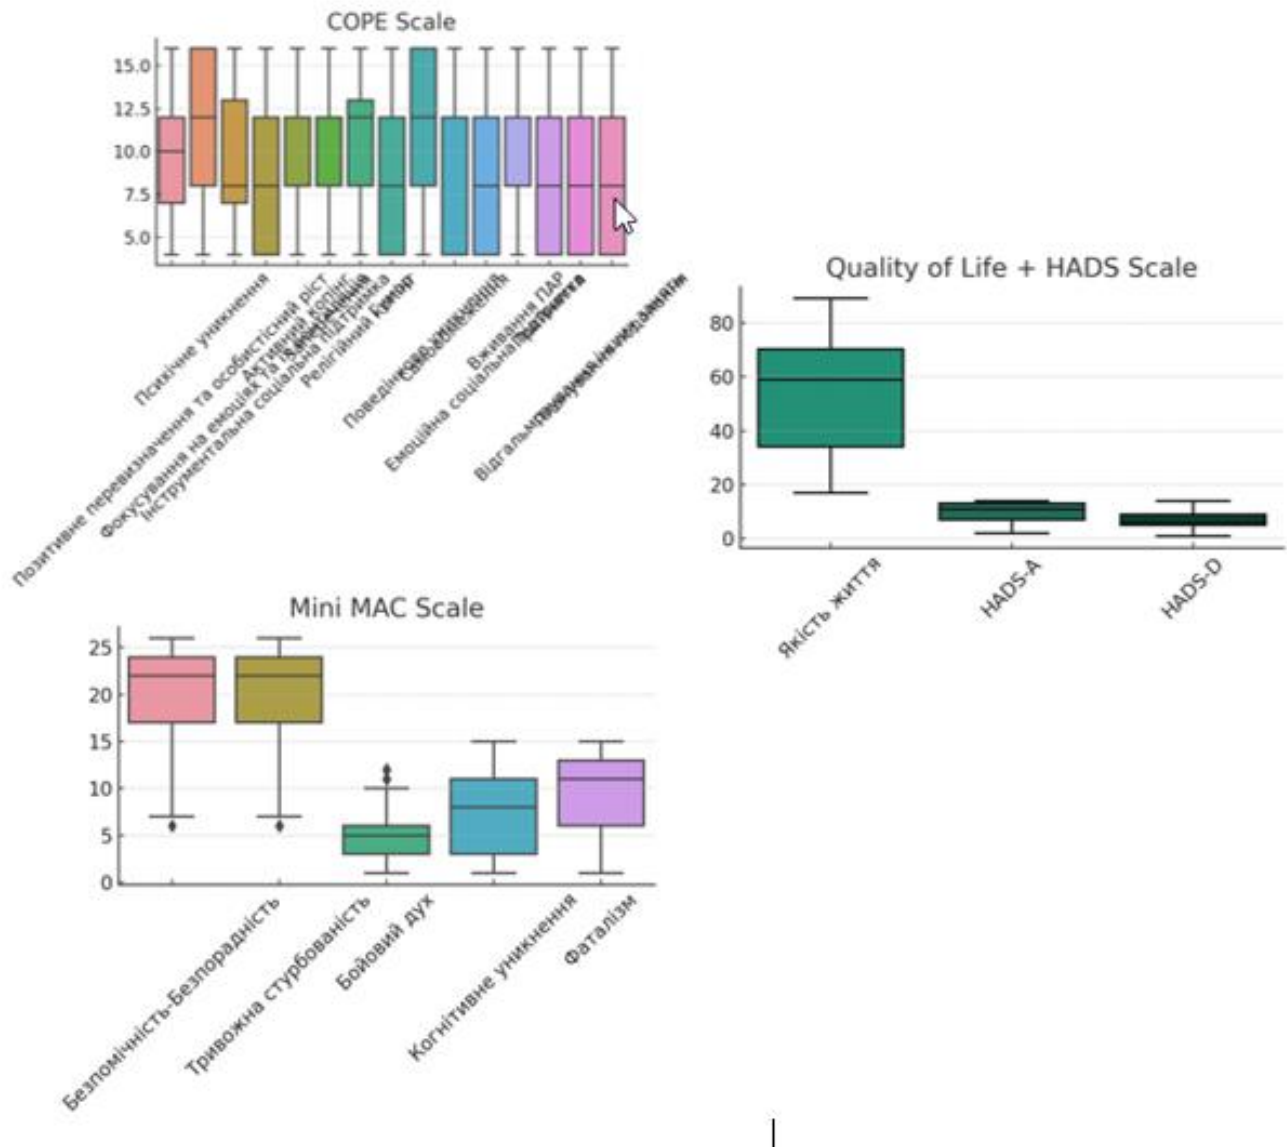 COPE Scale
15.0
12.5
10.0
7.5
5.0
Психічне уникнення
Позитивне перевизначення та особистісний ріст
Фокусування на емоціях та їх
Активний копінг
Інструментальна соціальна підтримка
Релігійний копінг
Гумор
Поведінкове уникнення
Вживання ПАР
Емоційна соціальна підтримка
Quality of Life + HADS Scale
80
60
40
20
0
Якість життя
HADS-A
HADS-D
Mini MAC Scale
25
20
15
10
5
0
Безпомічність-Безпорадність
Тривожна стурбованість
Бойовий дух
Когнітивне уникнення
Фаталізм